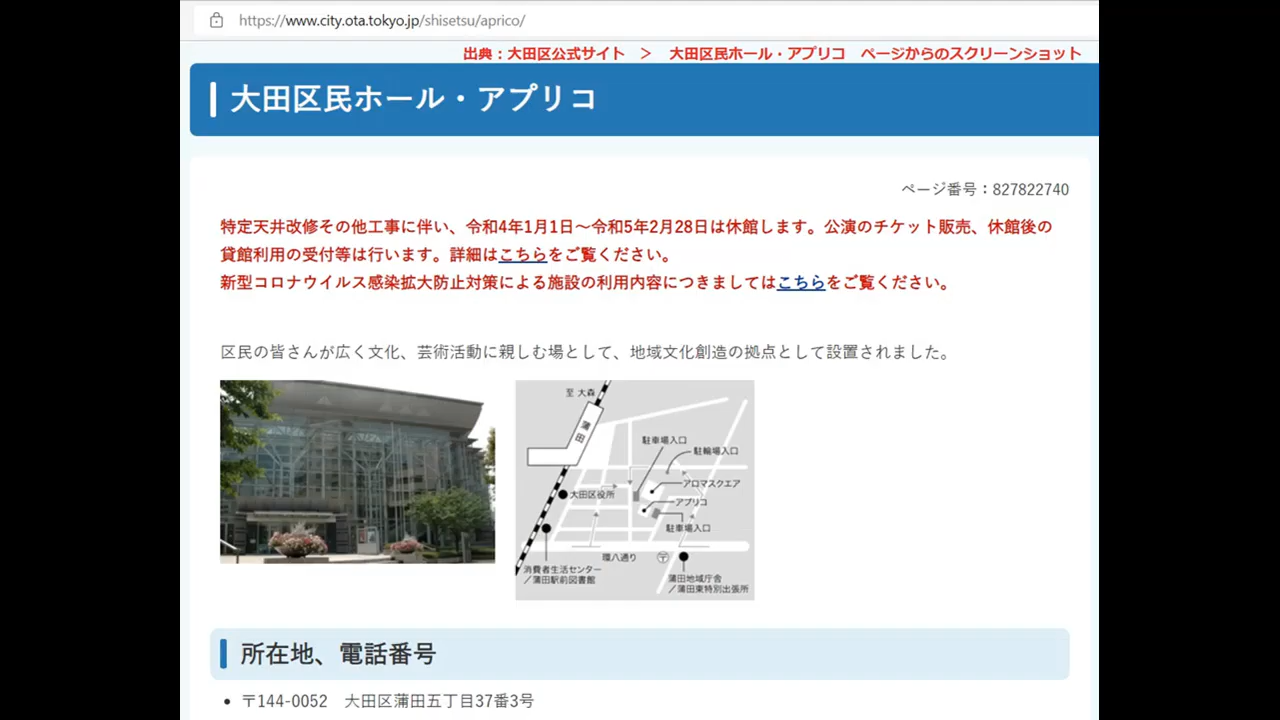 https://www.city.ota.tokyo.jp/shisetsu/aprico/
出典：大田区公式サイト　＞　大田区民ホール・アプリコ　ページからのスクリーンショット
大田区民ホール・アプリコ
ページ番号：827822740
特定天井改修その他工事に伴い、令和4年1月1日～令和5年2月28日は休館します。公演のチケット販売、休館後の
貸館利用の受付等は行います。詳細はこちらをご覧ください。
新型コロナウイルス感染拡大防止対策による施設の利用内容につきましてはこちらをご覧ください。
区民の皆さんが広く文化、芸術活動に親しむ場として、地域文化創造の拠点として設置されました。
至 大森
蒲田
駐車場入口
駐輪場入口
アロマスクエア
大田区役所
アプリコ
駐車場入口
環八通り
〒
消費者生活センター
／蒲田駅前図書館
蒲田地域庁舎
／蒲田東特別出張所
所在地、電話番号
• 〒144-0052　大田区蒲田五丁目37番3号